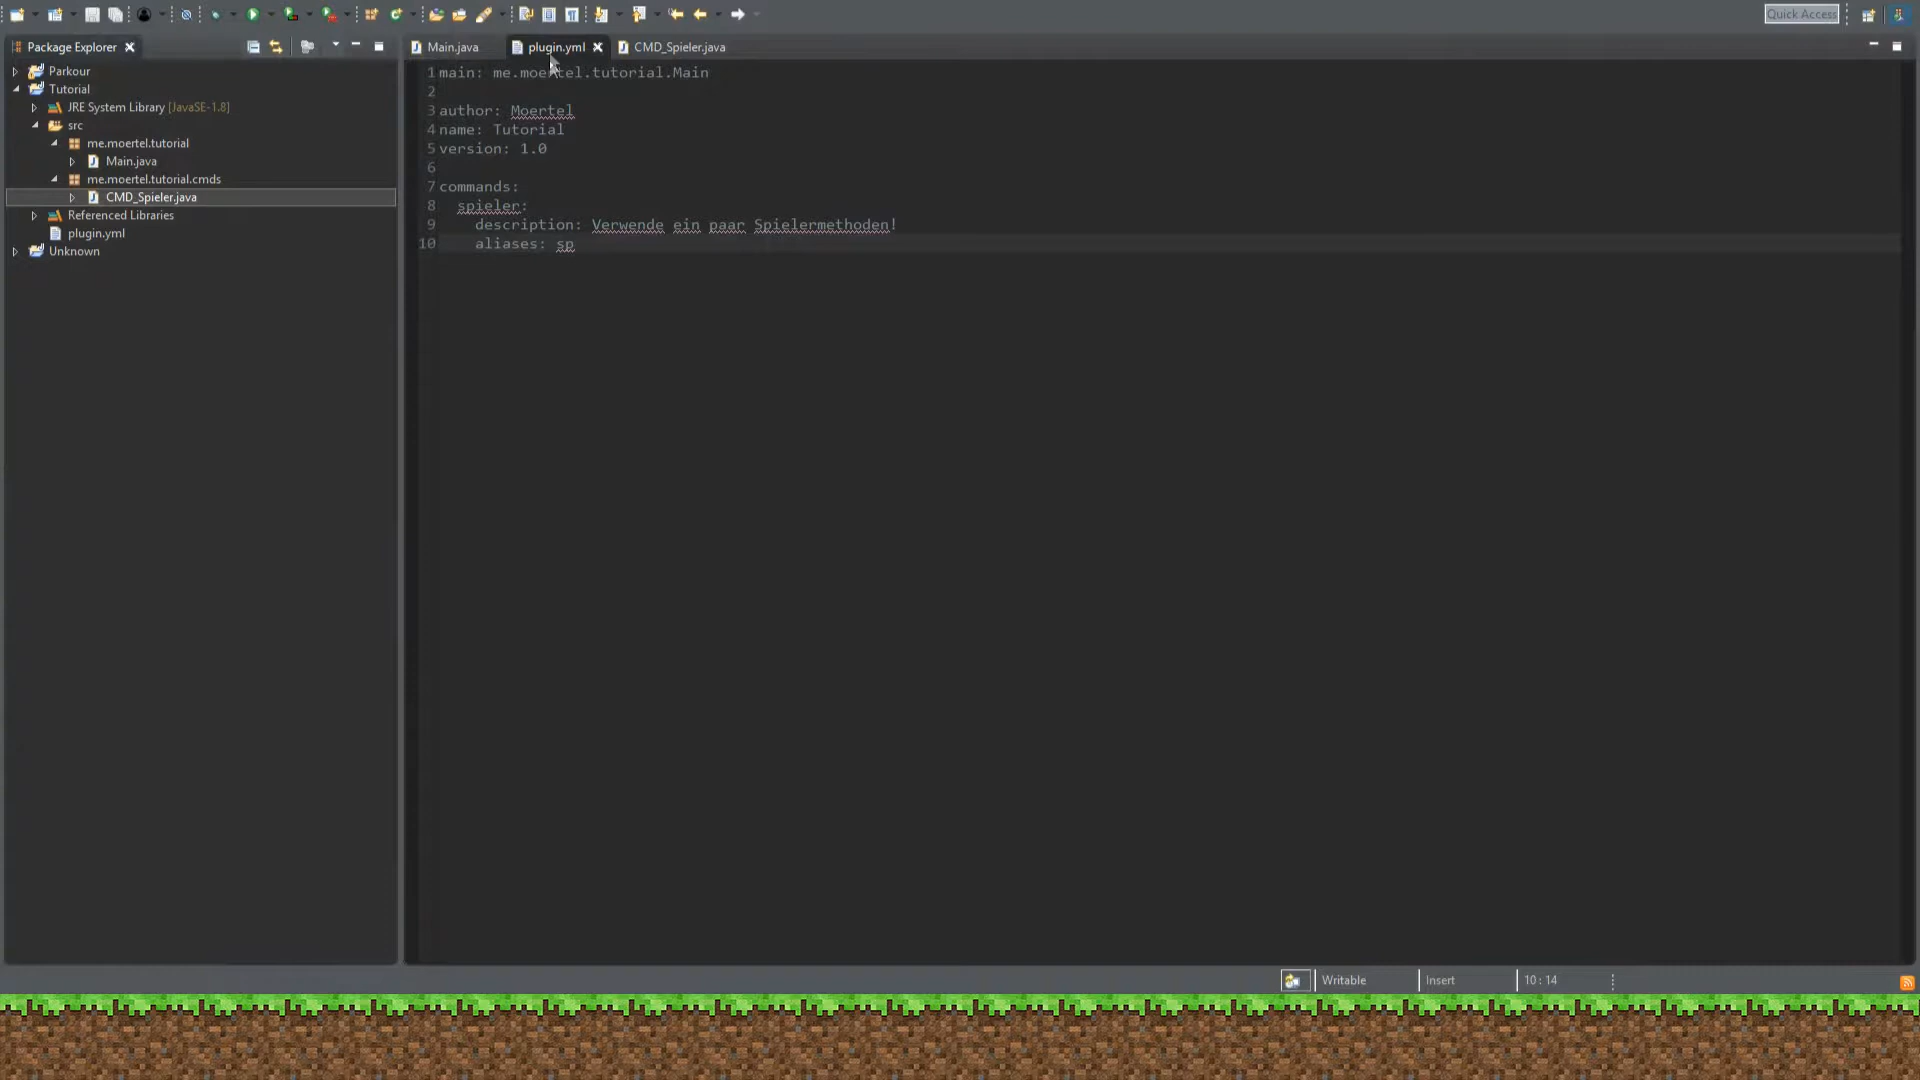 Quick Access
Package Explorer
Parkour
Tutorial
JRE System Library [JavaSE-1.8]
src
me.moertel.tutorial
Main.java
me.moertel.tutorial.cmds
CMD_Spieler.java
Referenced Libraries
plugin.yml
Unknown
Main.java plugin.yml CMD_Spieler.java
1 main: me.moertel.tutorial.Main
2
3 author: Moertel
4 name: Tutorial
5 version: 1.0
6
7 commands:
8 spieler:
9 description: Verwende ein paar Spielermethoden!
10 aliases: sp
Writable Insert 10 : 14